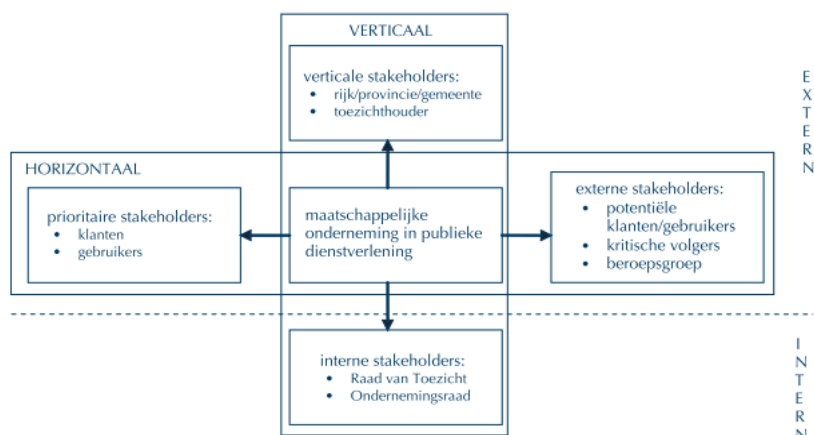 VERTICAAL
verticale stakeholders:
• rijk/provincie/gemeente
• toezichthouder
EXTERN
HORIZONTAAL
prioritaire stakeholders:
• klanten
• gebruikers
maatschappelijke
onderneming in publieke
dienstverlening
externe stakeholders:
• potentiële
klanten/gebruikers
• kritische volgers
• beroepsgroep
interne stakeholders:
• Raad van Toezicht
• Ondernemingsraad
INTERN